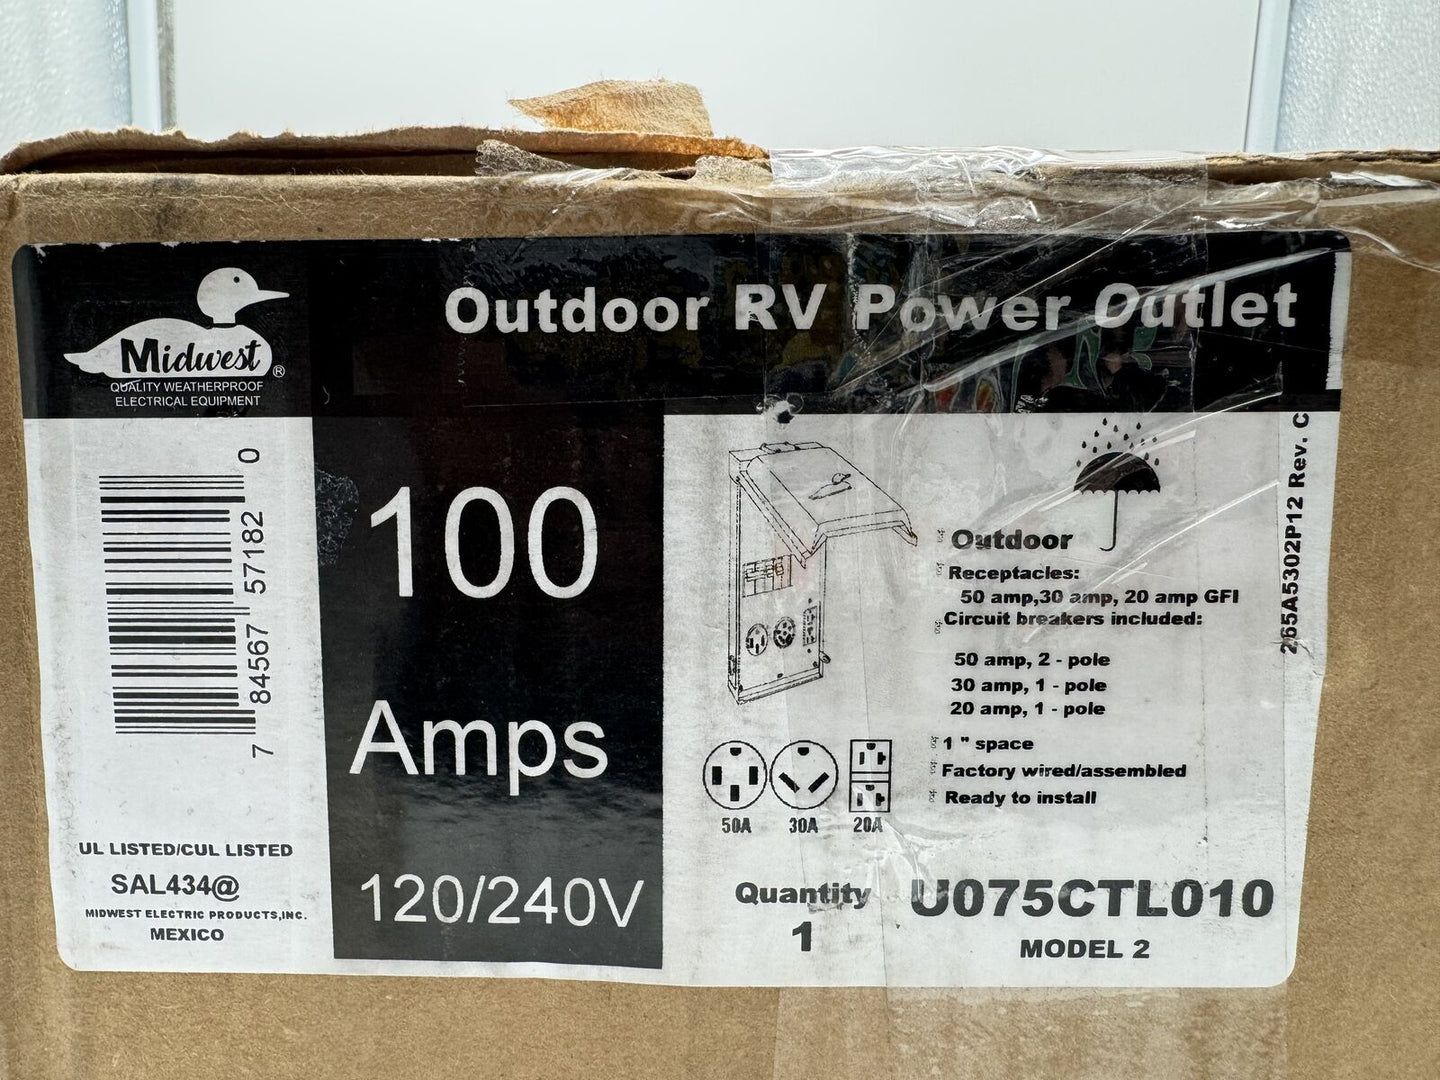 Outdoor RV Power Outlet
Midwest®
QUALITY WEATHERPROOF
ELECTRICAL EQUIPMENT
7 84567 57182 0
UL LISTED/CUL LISTED
SAL434@
MIDWEST ELECTRIC PRODUCTS,INC.
MEXICO
100
Amps
120/240V
50A 30A 20A
Outdoor
Receptacles:
50 amp,30 amp, 20 amp GFI
Circuit breakers included:
50 amp, 2 - pole
30 amp, 1 - pole
20 amp, 1 - pole
1 " space
Factory wired/assembled
Ready to install
265A5302P12 Rev. C
Quantity
1
U075CTL010
MODEL 2